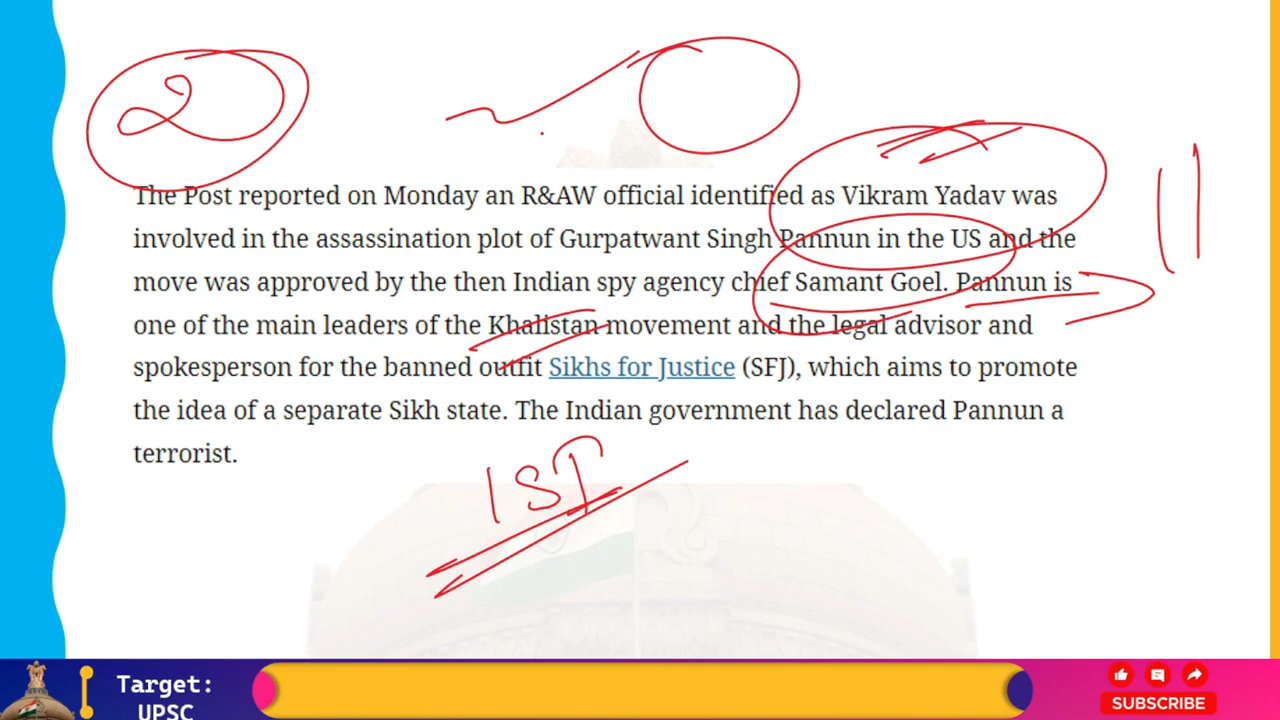 2
The Post reported on Monday an R&AW official identified as Vikram Yadav was
involved in the assassination plot of Gurpatwant Singh Pannun in the US and the
move was approved by the then Indian spy agency chief Samant Goel. Pannun is
one of the main leaders of the Khalistan movement and the legal advisor and
spokesperson for the banned outfit Sikhs for Justice (SFJ), which aims to promote
the idea of a separate Sikh state. The Indian government has declared Pannun a
terrorist.
IST
Target:
UPSC
SUBSCRIBE